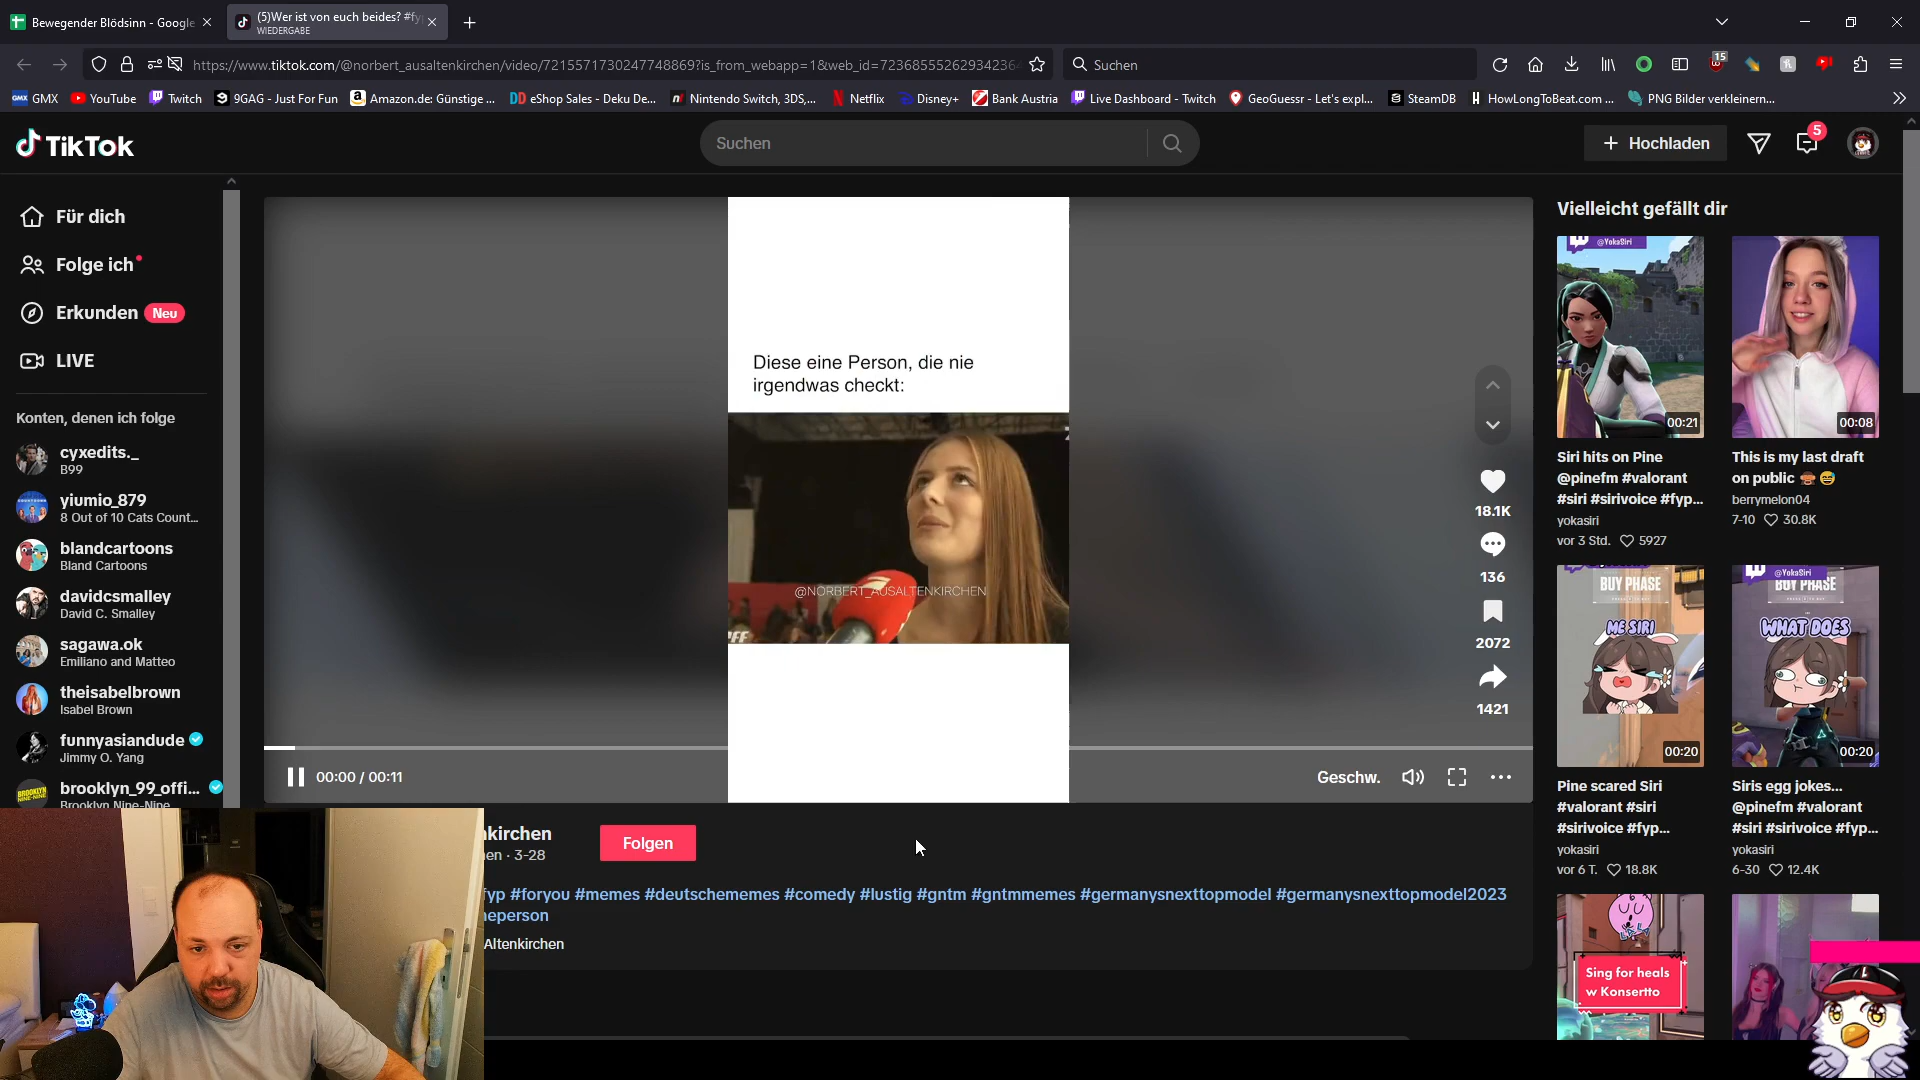 Bewegender Blödsinn - Google
(5)Wer ist von euch beides? #fy
WIEDERGABE
https://www.tiktok.com/@norbert_ausaltenkirchen/video/7215571730247748869?is_from_webapp=1&web_id=72368555262934236
Suchen
15
GMX
YouTube
Twitch
9GAG - Just For Fun
Amazon.de: Günstige ...
eShop Sales - Deku De...
Nintendo Switch, 3DS,...
Netflix
Disney+
Bank Austria
Live Dashboard - Twitch
GeoGuessr - Let's expl...
SteamDB
HowLongToBeat.com ...
PNG Bilder verkleinern...
TikTok
Suchen
Hochladen
5
Für dich
Folge ich
Erkunden Neu
LIVE
Konten, denen ich folge
cyxedits._
B99
yiumio_879
8 Out of 10 Cats Count...
blandcartoons
Bland Cartoons
davidcsmalley
David C. Smalley
sagawa.ok
Emiliano and Matteo
theisabelbrown
Isabel Brown
funnyasiandude
Jimmy O. Yang
brooklyn_99_offi...
Brooklyn Nine-Nine
Diese eine Person, die nie
irgendwas checkt:
@NORBERT_AUSALTENKIRCHEN
18.1K
136
2072
1421
00:00 / 00:11
Geschw.
nkirchen
en · 3-28
Folgen
fyp #foryou #memes #deutschememes #comedy #lustig #gntm #gntmmemes #germanysnexttopmodel #germanysnexttopmodel2023
neperson
Altenkirchen
Vielleicht gefällt dir
@YokaSiri
00:21
Siri hits on Pine
@pinefm #valorant
#siri #sirivoice #fyp...
yokasiri
vor 3 Std. 5927
00:08
This is my last draft
on public
berrymelon04
7-10 30.8K
BUY PHASE
ME SIRI
00:20
Pine scared Siri
#valorant #siri
#sirivoice #fyp...
yokasiri
vor 6 T. 18.8K
@YokaSiri
BUY PHASE
WHAT DOES
00:20
Siris egg jokes...
@pinefm #valorant
#siri #sirivoice #fyp...
yokasiri
6-30 12.4K
Sing for heals
w Konsertto